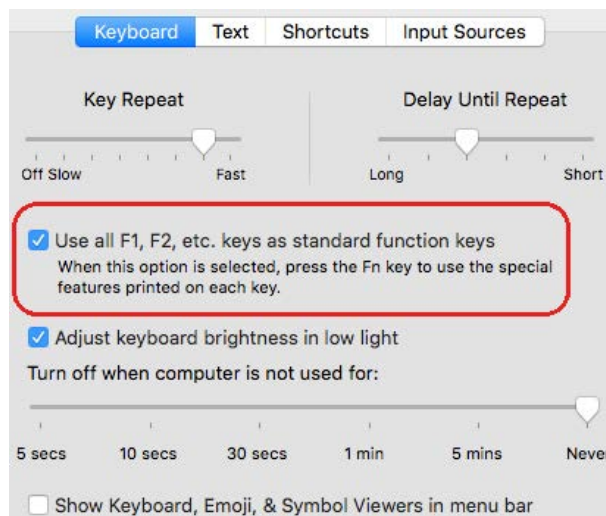 Keyboard Text Shortcuts Input Sources
Key Repeat Delay Until Repeat
Off Slow Fast Long Short
Use all F1, F2, etc. keys as standard function keys
When this option is selected, press the Fn key to use the special
features printed on each key.
Adjust keyboard brightness in low light
Turn off when computer is not used for:
5 secs 10 secs 30 secs 1 min 5 mins Never
Show Keyboard, Emoji, & Symbol Viewers in menu bar